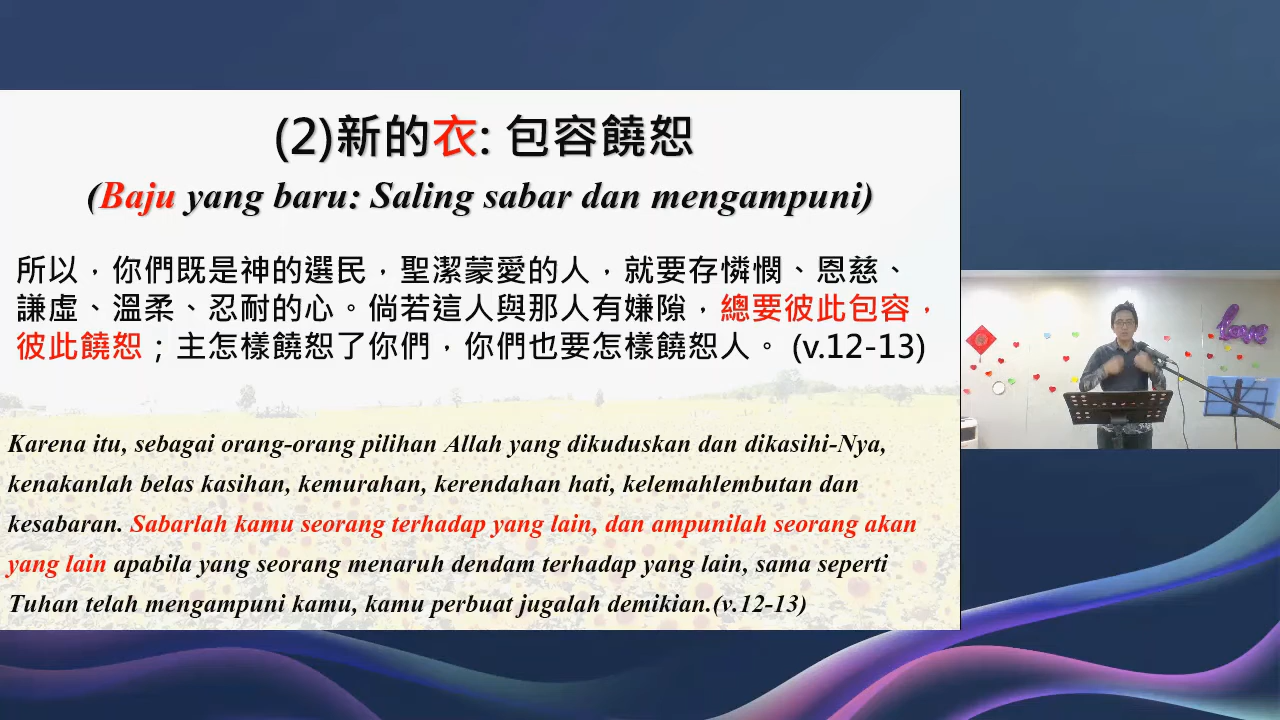 (2)新的衣: 包容饒恕
(Baju yang baru: Saling sabar dan mengampuni)
所以，你們既是神的選民，聖潔蒙愛的人，就要存憐憫、恩慈、
謙虛、溫柔、忍耐的心。倘若這人與那人有嫌隙，總要彼此包容，
彼此饒恕；主怎樣饒恕了你們，你們也要怎樣饒恕人。 (v.12-13)
Karena itu, sebagai orang-orang pilihan Allah yang dikuduskan dan dikasihi-Nya,
kenakanlah belas kasihan, kemurahan, kerendahan hati, kelemahlembutan dan
kesabaran. Sabarlah kamu seorang terhadap yang lain, dan ampunilah seorang akan
yang lain apabila yang seorang menaruh dendam terhadap yang lain, sama seperti
Tuhan telah mengampuni kamu, kamu perbuat jugalah demikian.(v.12-13)
love